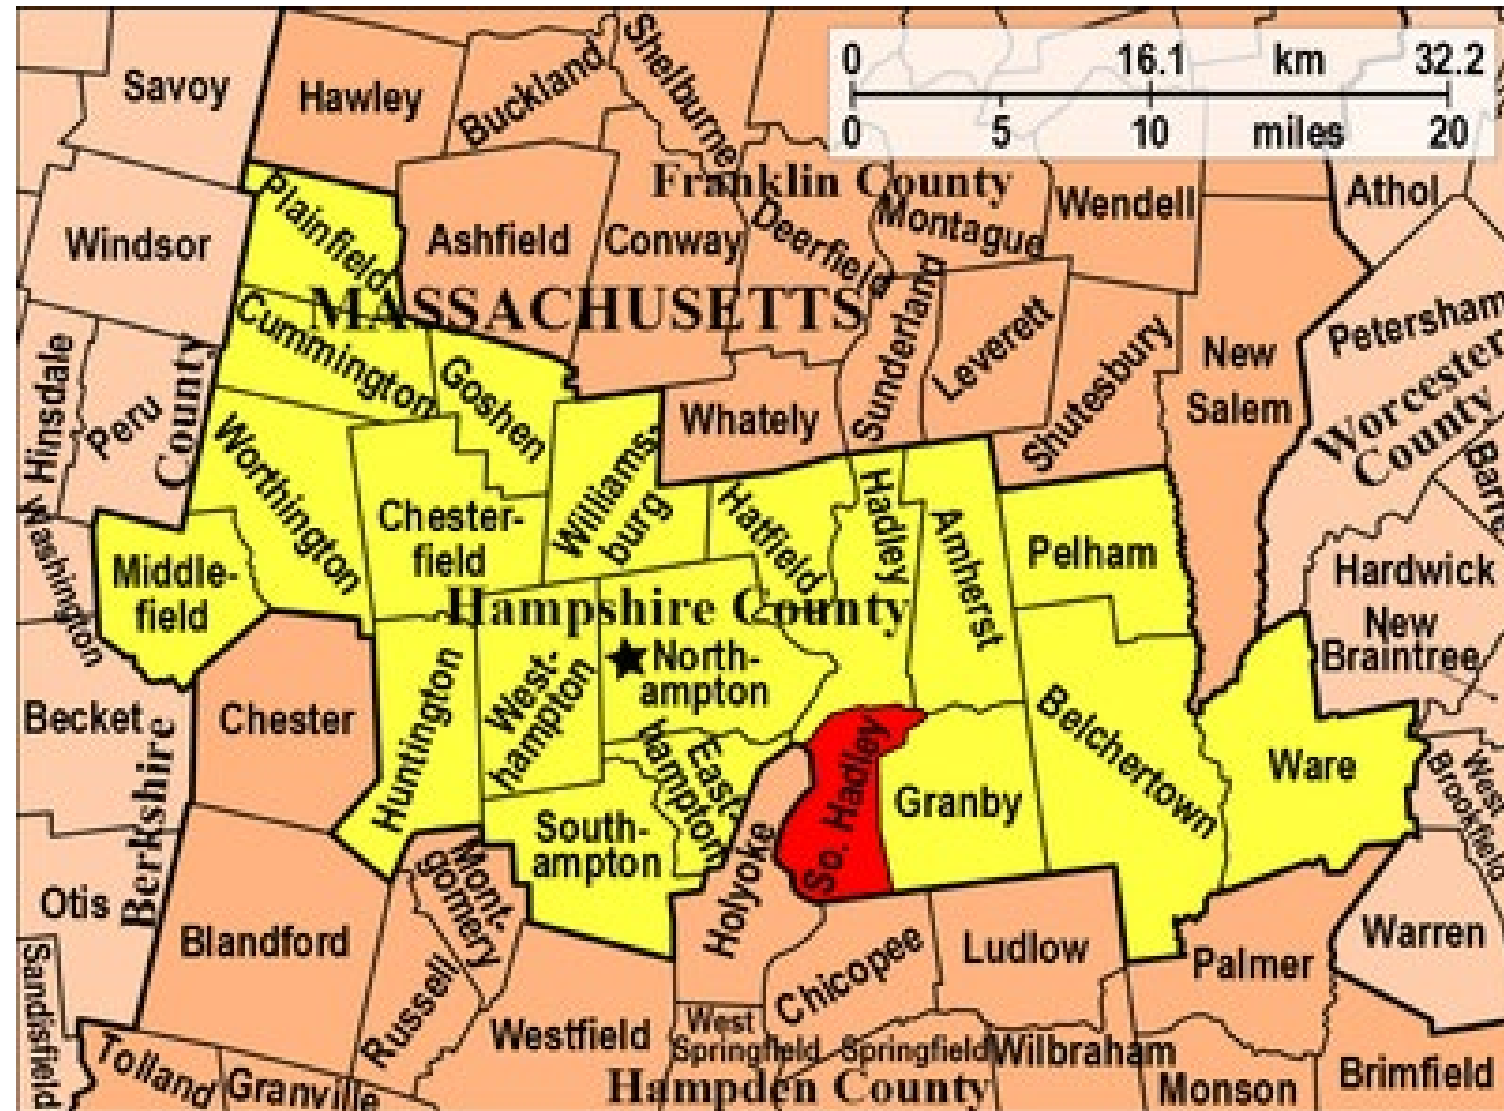 Savoy
Hawley
Buckland
Shelburne
0 16.1 km 32.2
0 5 10 miles 20
Franklin County
Athol
Plainfield
Windsor
Ashfield
Conway
Deerfield
Montague
Wendell
MASSACHUSETTS
Cummington
Goshen
Sunderland
Leverett
Shutesbury
New
Salem
Petersham
Worcester
County
Hinsdale
Peru
County
Whately
Barre
Worthington
Chester-
field
Williams-
burg
Hatfield
Hadley
Amherst
Pelham
Hardwick
Middle-
field
Washington
Hampshire County
New
Braintree
Becket
Chester
Huntington
West-
hampton
North-
ampton
Belchertown
Ware
East-
hampton
So. Hadley
Granby
West
Brookfield
Berkshire
South-
ampton
Holyoke
Otis
Blandford
Mont-
gomery
Ludlow
Palmer
Warren
Sandisfield
Russell
Westfield
Chicopee
West
Springfield
Springfield
Wilbraham
Tolland
Granville
Hampden County
Monson
Brimfield